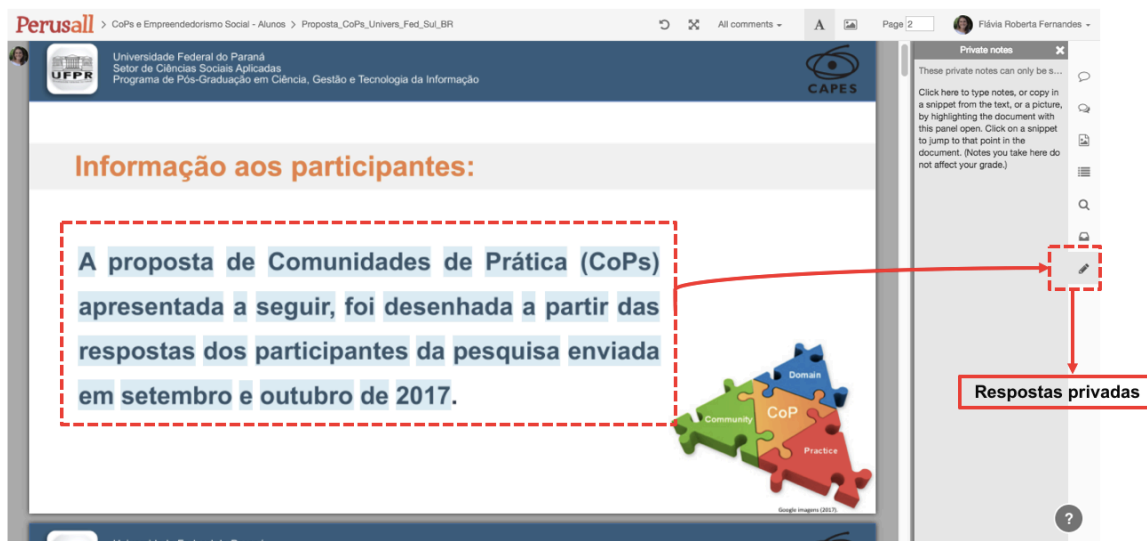 Perusall > CoPs e Empreendedorismo Social - Alunos > Proposta_CoPs_Univers_Fed_Sul_BR
All comments
A
Page 2
Flávia Roberta Fernandes
UFPR
Universidade Federal do Paraná
Setor de Ciências Sociais Aplicadas
Programa de Pós-Graduação em Ciência, Gestão e Tecnologia da Informação
CAPES
Informação aos participantes:
A proposta de Comunidades de Prática (CoPs)
apresentada a seguir, foi desenhada a partir das
respostas dos participantes da pesquisa enviada
em setembro e outubro de 2017.
Domain
Community
CoP
Practice
Google imagens (2017).
Private notes
These private notes can only be s...
Click here to type notes, or copy in
a snippet from the text, or a picture,
by highlighting the document with
this panel open. Click on a snippet
to jump to that point in the
document. (Notes you take here do
not affect your grade.)
Respostas privadas
?